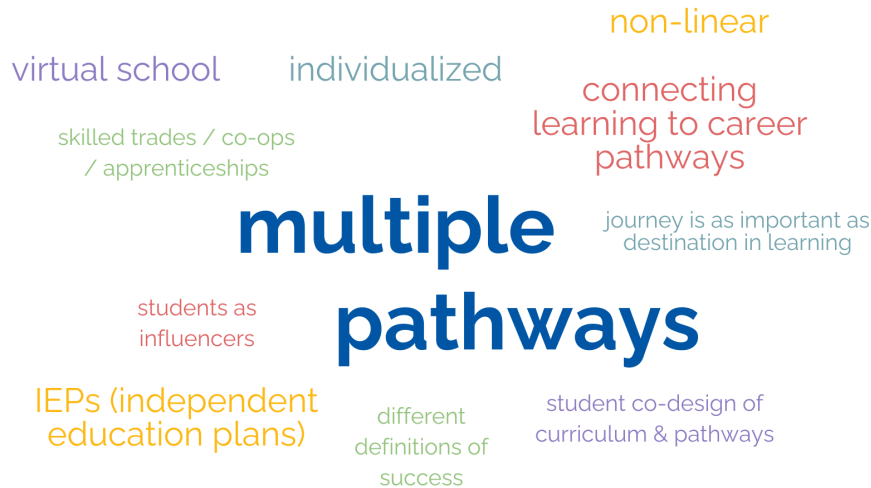 non-linear
virtual school
individualized
connecting
learning to career
pathways
skilled trades / co-ops
/ apprenticeships
multiple
pathways
journey is as important as
destination in learning
students as
influencers
IEPs (independent
education plans)
different
definitions of
success
student co-design of
curriculum & pathways